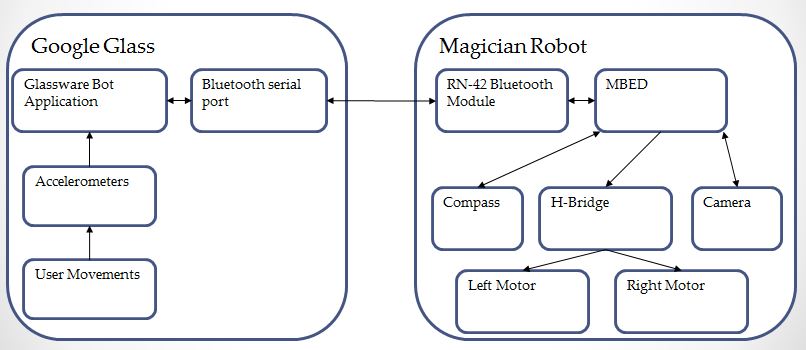 Google Glass
Glassware Bot
Application
Bluetooth serial
port
Accelerometers
User Movements
Magician Robot
RN-42 Bluetooth
Module
MBED
Compass
H-Bridge
Camera
Left Motor
Right Motor